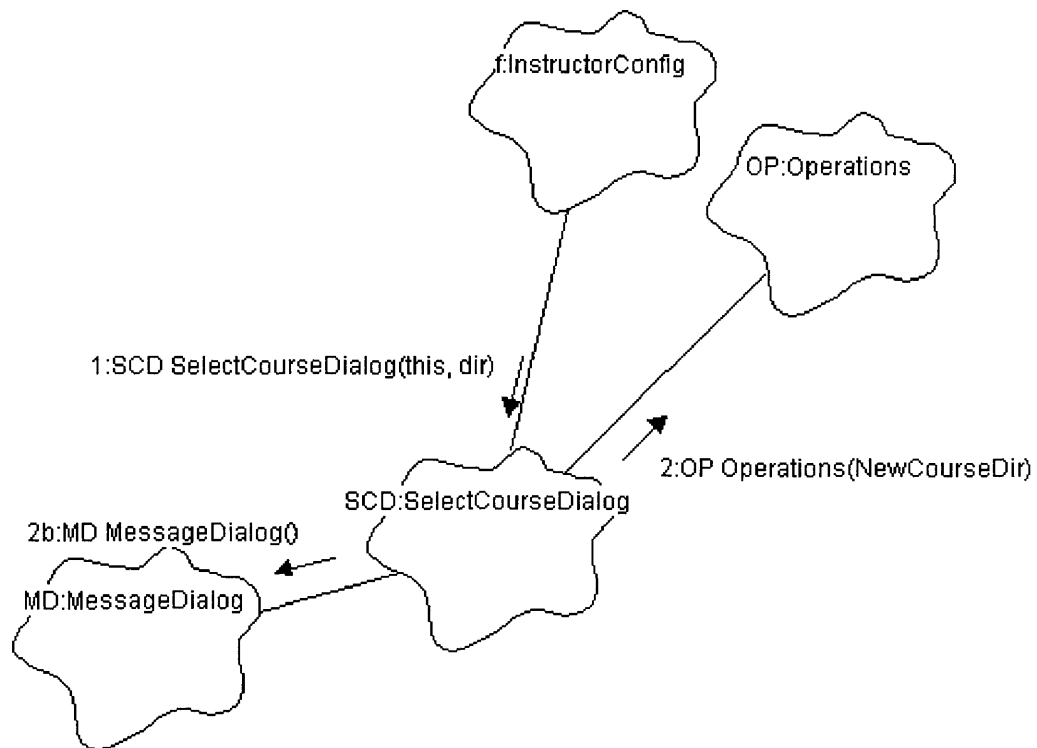 f:InstructorConfig
OP:Operations
1:SCD SelectCourseDialog(this, dir)
2:OP Operations(NewCourseDir)
SCD:SelectCourseDialog
2b:MD MessageDialog()
MD:MessageDialog